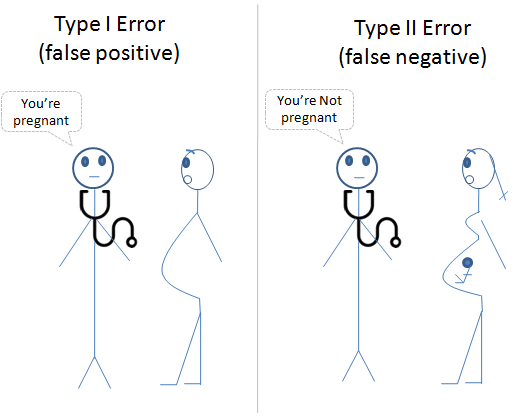 Type I Error
(false positive)
You're
pregnant
Type II Error
(false negative)
You're Not
pregnant